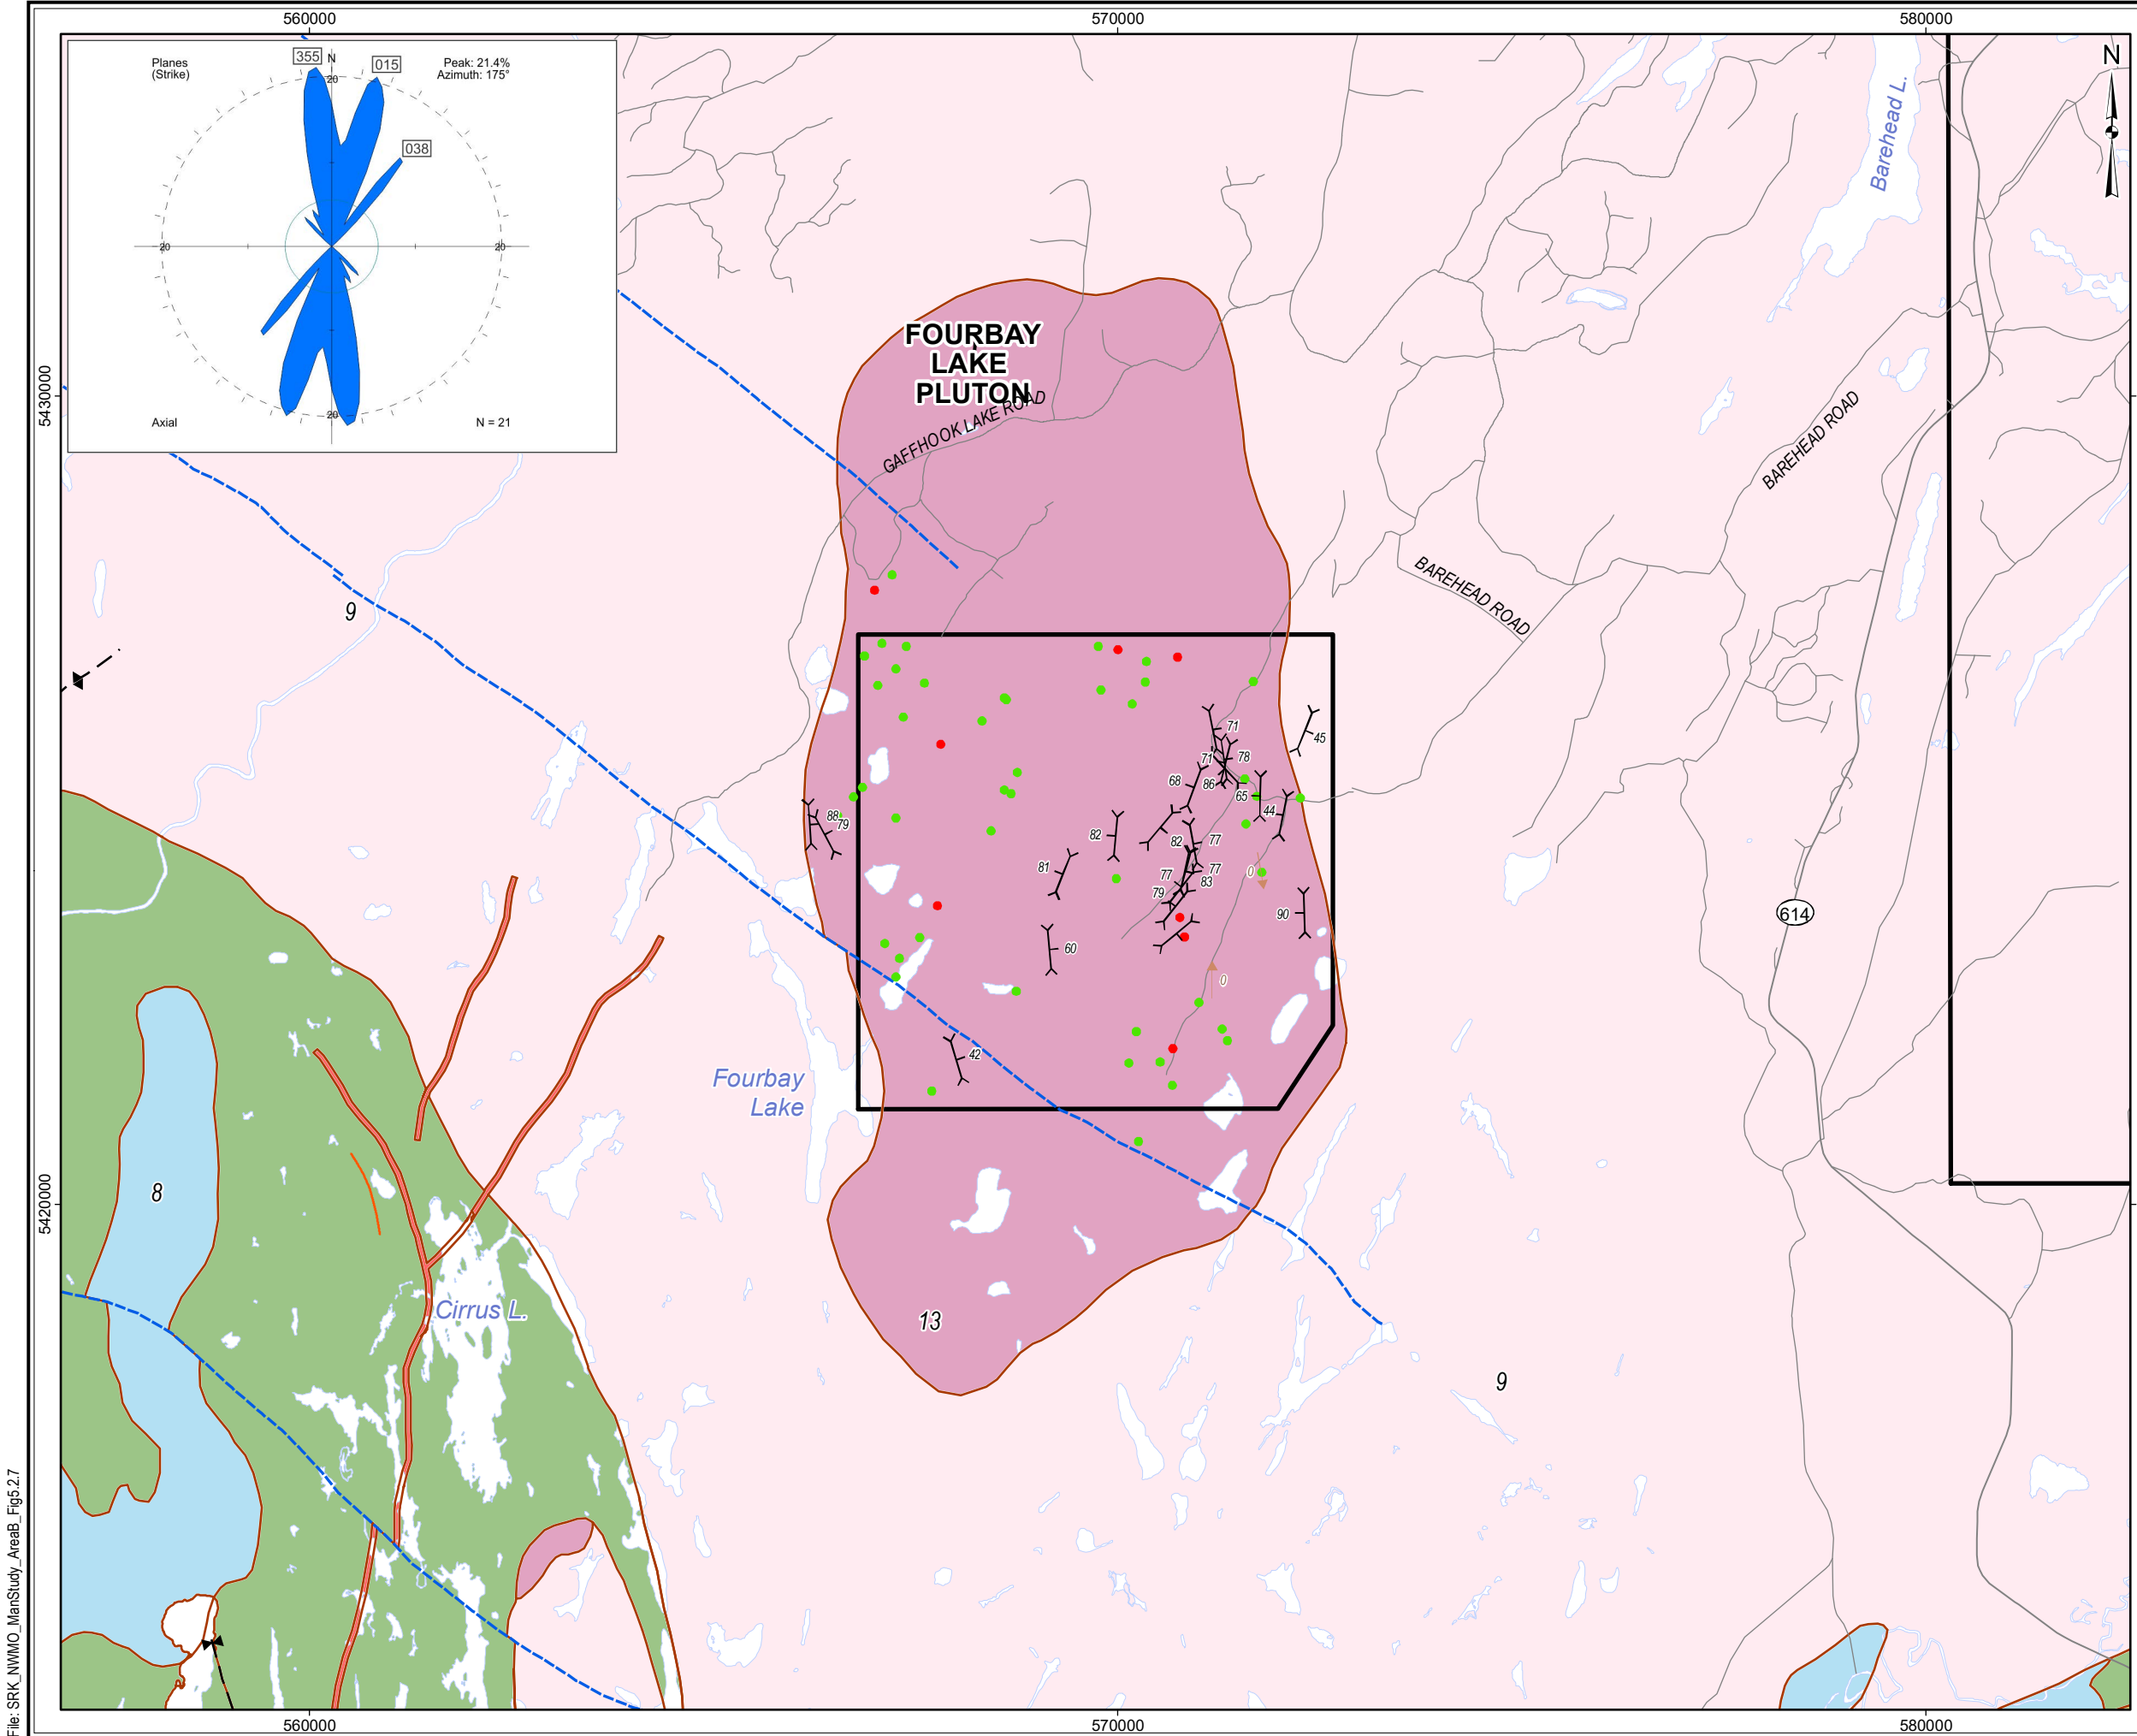 560000
570000
580000
Planes
(Strike)
355
N
015
Peak: 21.4%
Azimuth: 175°
20
038
20
20
20
Axial
N = 21
N
Barehead L.
5430000
FOURBAY
LAKE
PLUTON
GAFFHOOK LAKE ROAD
BAREHEAD ROAD
BAREHEAD ROAD
9
71
45
71
78
68
86
65
44
88
79
82
82
77
81
77
77
0
83
79
90
614
60
0
42
Fourbay
Lake
8
5420000
Cirrus L.
13
9
File: SRK_NWMO_ManStudy_AreaB_Fig5.2.7
560000
570000
580000